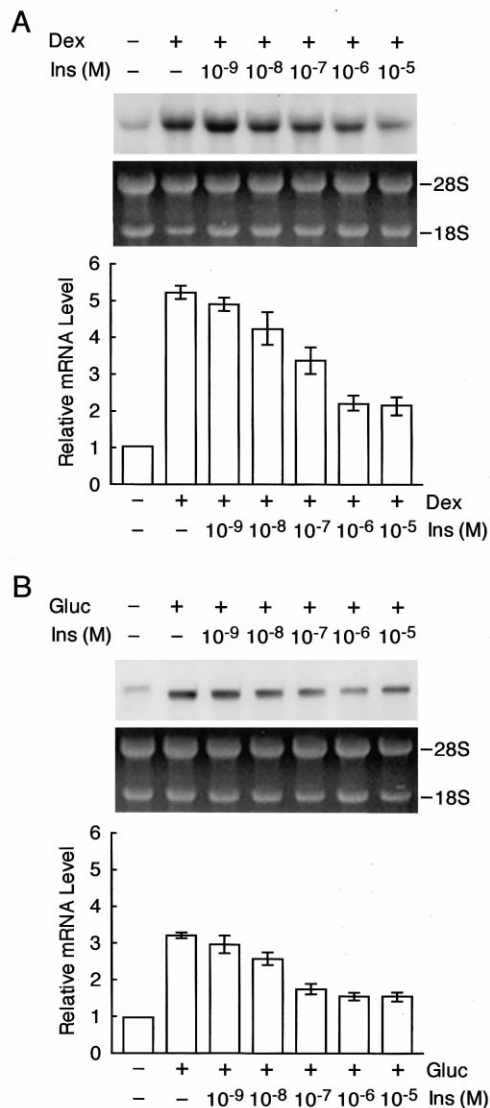 A
Dex – + + + + + +
Ins (M) – – 10-9 10-8 10-7 10-6 10-5
–28S
–18S
Relative mRNA Level
6
5
4
3
2
1
0
– + + + + + + Dex
– – 10-9 10-8 10-7 10-6 10-5 Ins (M)
B
Gluc – + + + + + +
Ins (M) – – 10-9 10-8 10-7 10-6 10-5
–28S
–18S
Relative mRNA Level
6
5
4
3
2
1
0
– + + + + + + Gluc
– – 10-9 10-8 10-7 10-6 10-5 Ins (M)